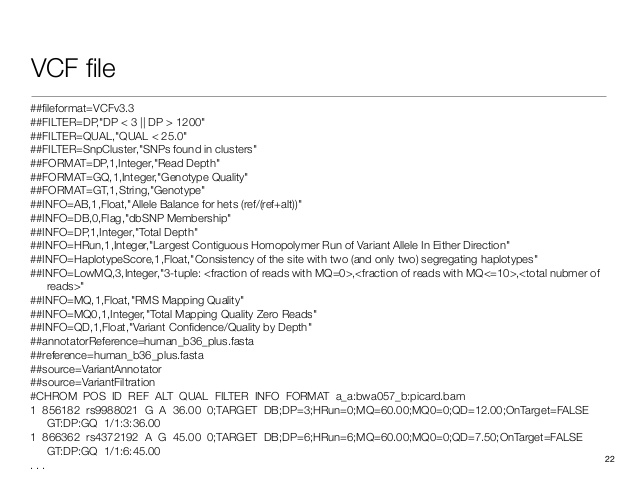 VCF file
##fileformat=VCFv3.3
##FILTER=DP,"DP < 3 || DP > 1200"
##FILTER=QUAL,"QUAL < 25.0"
##FILTER=SnpCluster,"SNPs found in clusters"
##FORMAT=DP,1,Integer,"Read Depth"
##FORMAT=GQ,1,Integer,"Genotype Quality"
##FORMAT=GT,1,String,"Genotype"
##INFO=AB,1,Float,"Allele Balance for hets (ref/(ref+alt))"
##INFO=DB,0,Flag,"dbSNP Membership"
##INFO=DP,1,Integer,"Total Depth"
##INFO=HRun,1,Integer,"Largest Contiguous Homopolymer Run of Variant Allele In Either Direction"
##INFO=HaplotypeScore,1,Float,"Consistency of the site with two (and only two) segregating haplotypes"
##INFO=LowMQ,3,Integer,"3-tuple: <fraction of reads with MQ=0>,<fraction of reads with MQ<=10>,<total nubmer of
reads>"
##INFO=MQ,1,Float,"RMS Mapping Quality"
##INFO=MQ0,1,Integer,"Total Mapping Quality Zero Reads"
##INFO=QD,1,Float,"Variant Confidence/Quality by Depth"
##annotatorReference=human_b36_plus.fasta
##reference=human_b36_plus.fasta
##source=VariantAnnotator
##source=VariantFiltration
#CHROM POS ID REF ALT QUAL FILTER INFO FORMAT a_a:bwa057_b:picard.bam
1 856182 rs9988021 G A 36.00 0;TARGET DB;DP=3;HRun=0;MQ=60.00;MQ0=0;QD=12.00;OnTarget=FALSE
GT:DP:GQ 1/1:3:36.00
1 866362 rs4372192 A G 45.00 0;TARGET DB;DP=6;HRun=6;MQ=60.00;MQ0=0;QD=7.50;OnTarget=FALSE
GT:DP:GQ 1/1:6:45.00
. . .
22